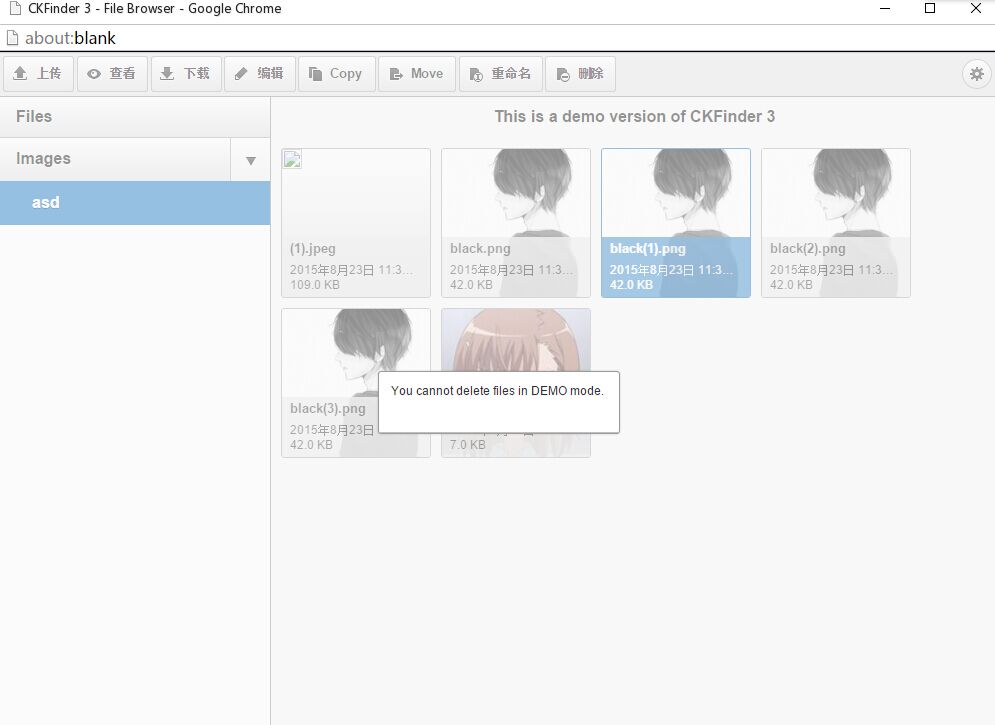 CKFinder 3 - File Browser - Google Chrome
about:blank
上传
查看
下载
编辑
Copy
Move
重命名
删除
Files
Images
asd
This is a demo version of CKFinder 3
(1).jpeg
2015年8月23日 11:3...
109.0 KB
black.png
2015年8月23日 11:3...
42.0 KB
black(1).png
2015年8月23日 11:3...
42.0 KB
black(2).png
2015年8月23日 11:3...
42.0 KB
black(3).png
2015年8月23日
42.0 KB
7.0 KB
You cannot delete files in DEMO mode.